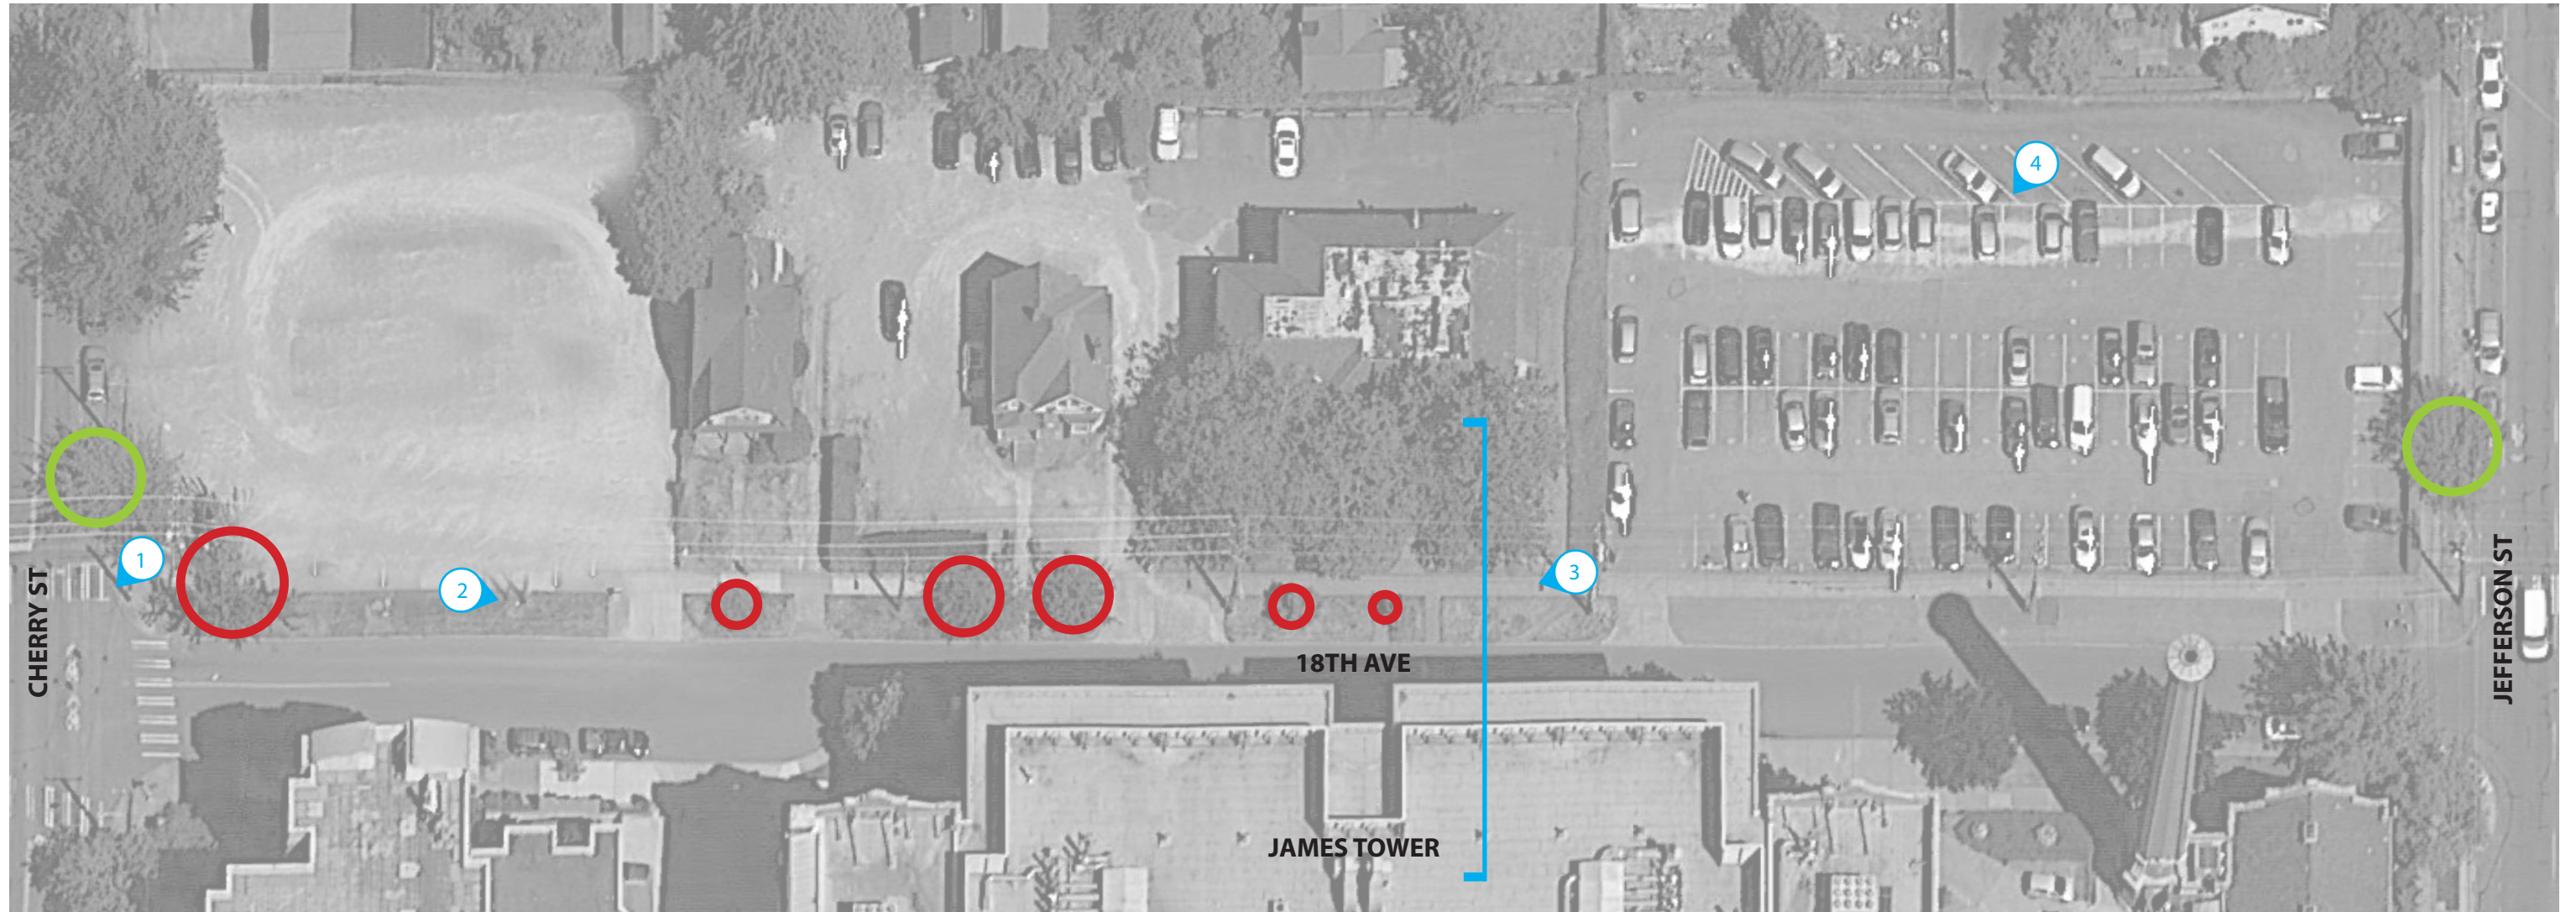 4
1
2
3
CHERRY ST
18TH AVE
JEFFERSON ST
JAMES TOWER